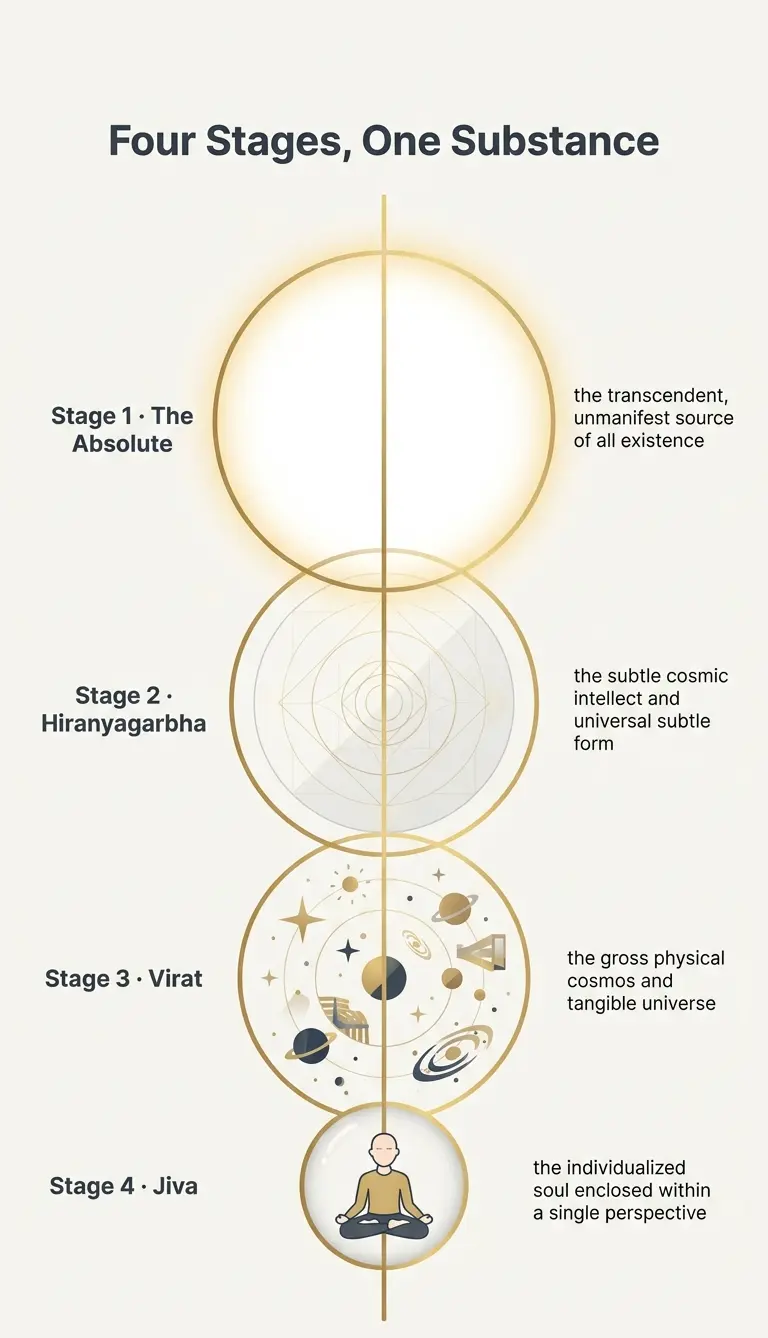 Four Stages, One Substance
Stage 1 · The
Absolute
the transcendent,
unmanifest source
of all existence
Stage 2 ·
Hiranyagarbha
the subtle cosmic
intellect and
universal subtle
form
Stage 3 · Virat
the gross physical
cosmos and
tangible universe
Stage 4 · Jiva
the individualized
soul enclosed within
a single perspective